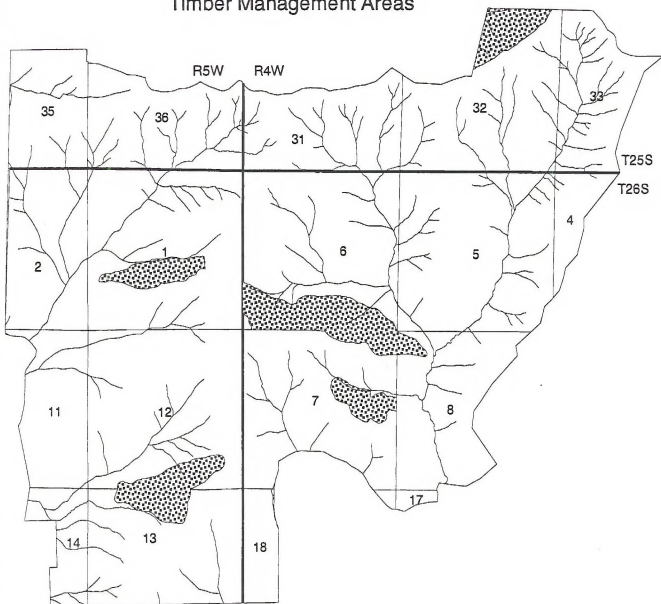 Timber Management Areas
R5W R4W
35 36 31 32 33
T25S
T26S
2 1 6 5 4
11 12 7 8
14 13 18 17